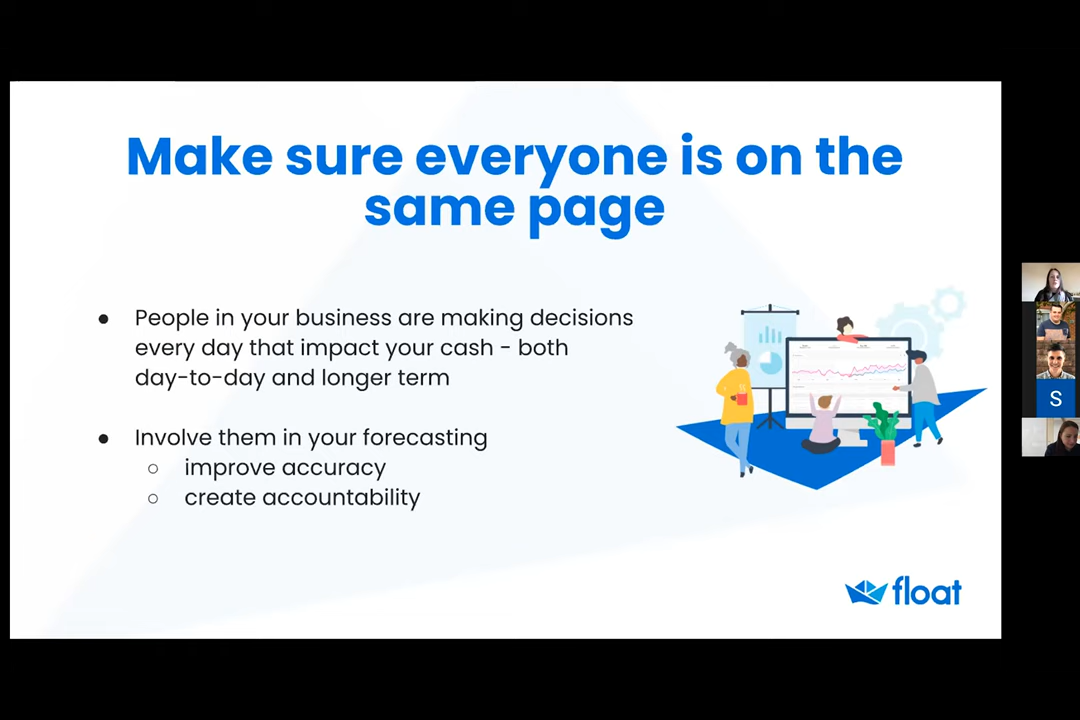 Make sure everyone is on the
same page
● People in your business are making decisions
every day that impact your cash - both
day-to-day and longer term
● Involve them in your forecasting
○ improve accuracy
○ create accountability
float
S